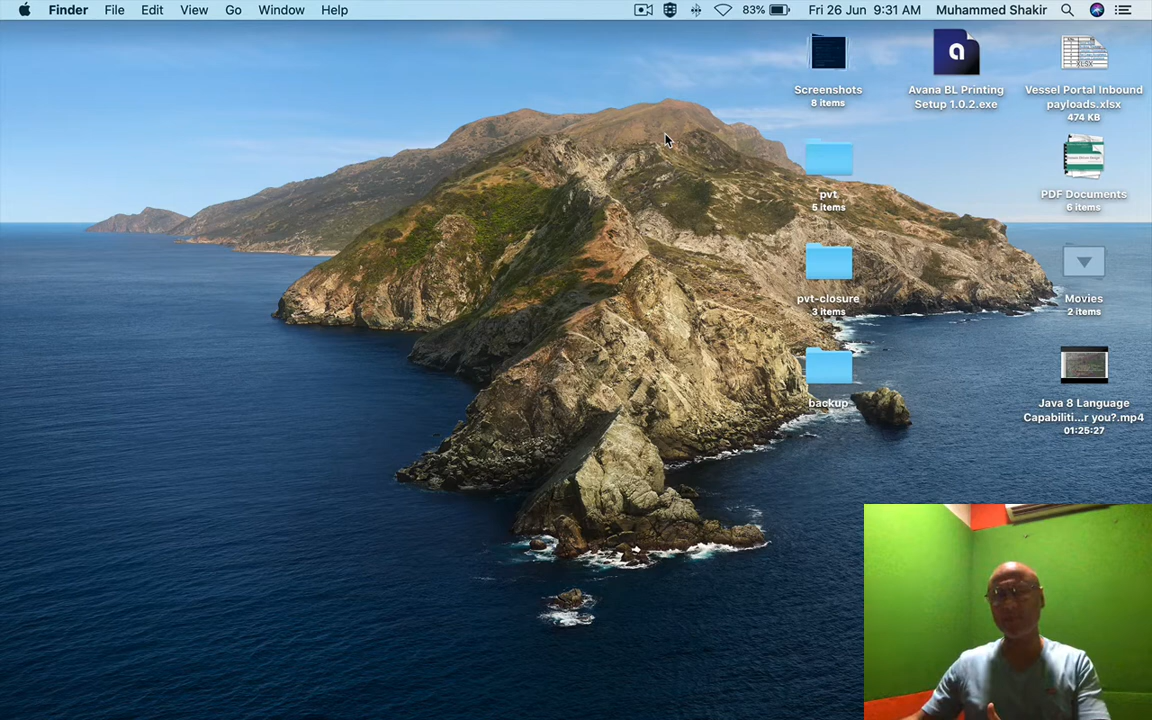 Finder File Edit View Go Window Help 83% Fri 26 Jun 9:31 AM Muhammed Shakir
Screenshots
8 items
a
Avana BL Printing
Setup 1.0.2.exe
XLSX
Vessel Portal Inbound
payloads.xlsx
474 KB
pvt
5 items
PDF Documents
6 items
pvt-closure
3 items
Movies
2 items
backup
Java 8 Language
Capabiliti...r you?.mp4
01:25:27